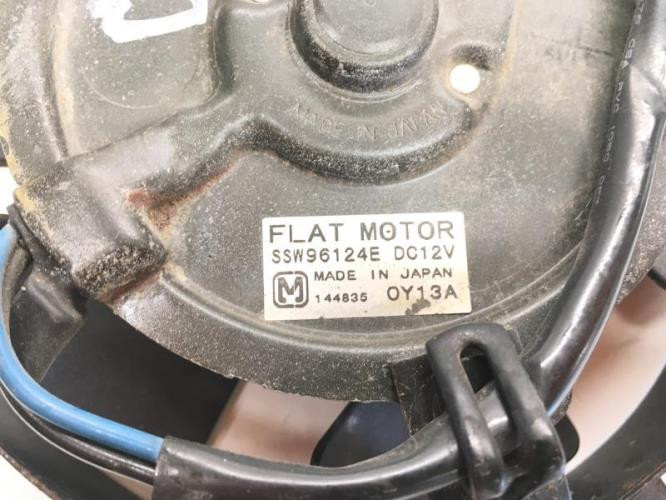 MADE IN JAPAN
FLAT MOTOR
SSW96124E DC12V
M MADE IN JAPAN
144835 0Y13A